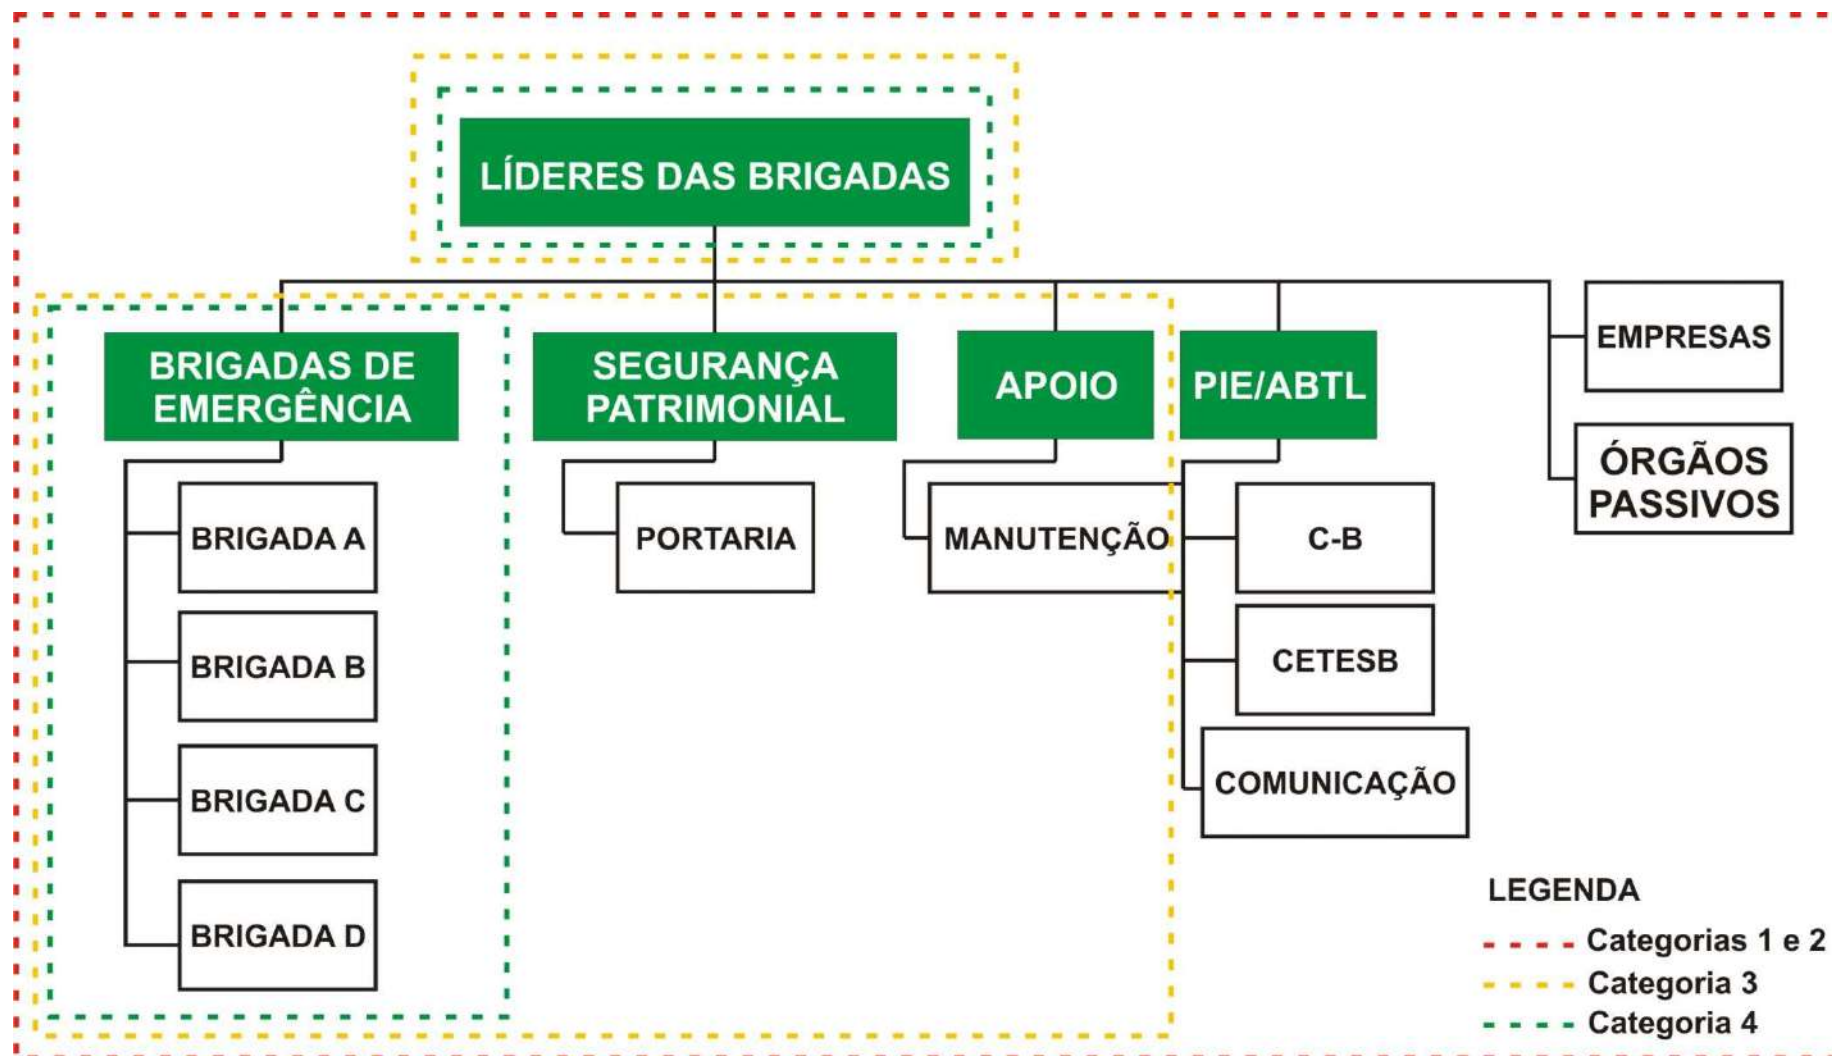 LÍDERES DAS BRIGADAS
BRIGADAS DE
EMERGÊNCIA
BRIGADA A
BRIGADA B
BRIGADA C
BRIGADA D
SEGURANÇA
PATRIMONIAL
PORTARIA
APOIO
MANUTENÇÃO
PIE/ABTL
C-B
CETESB
COMUNICAÇÃO
EMPRESAS
ÓRGÃOS
PASSIVOS
LEGENDA
Categorias 1 e 2
Categoria 3
Categoria 4